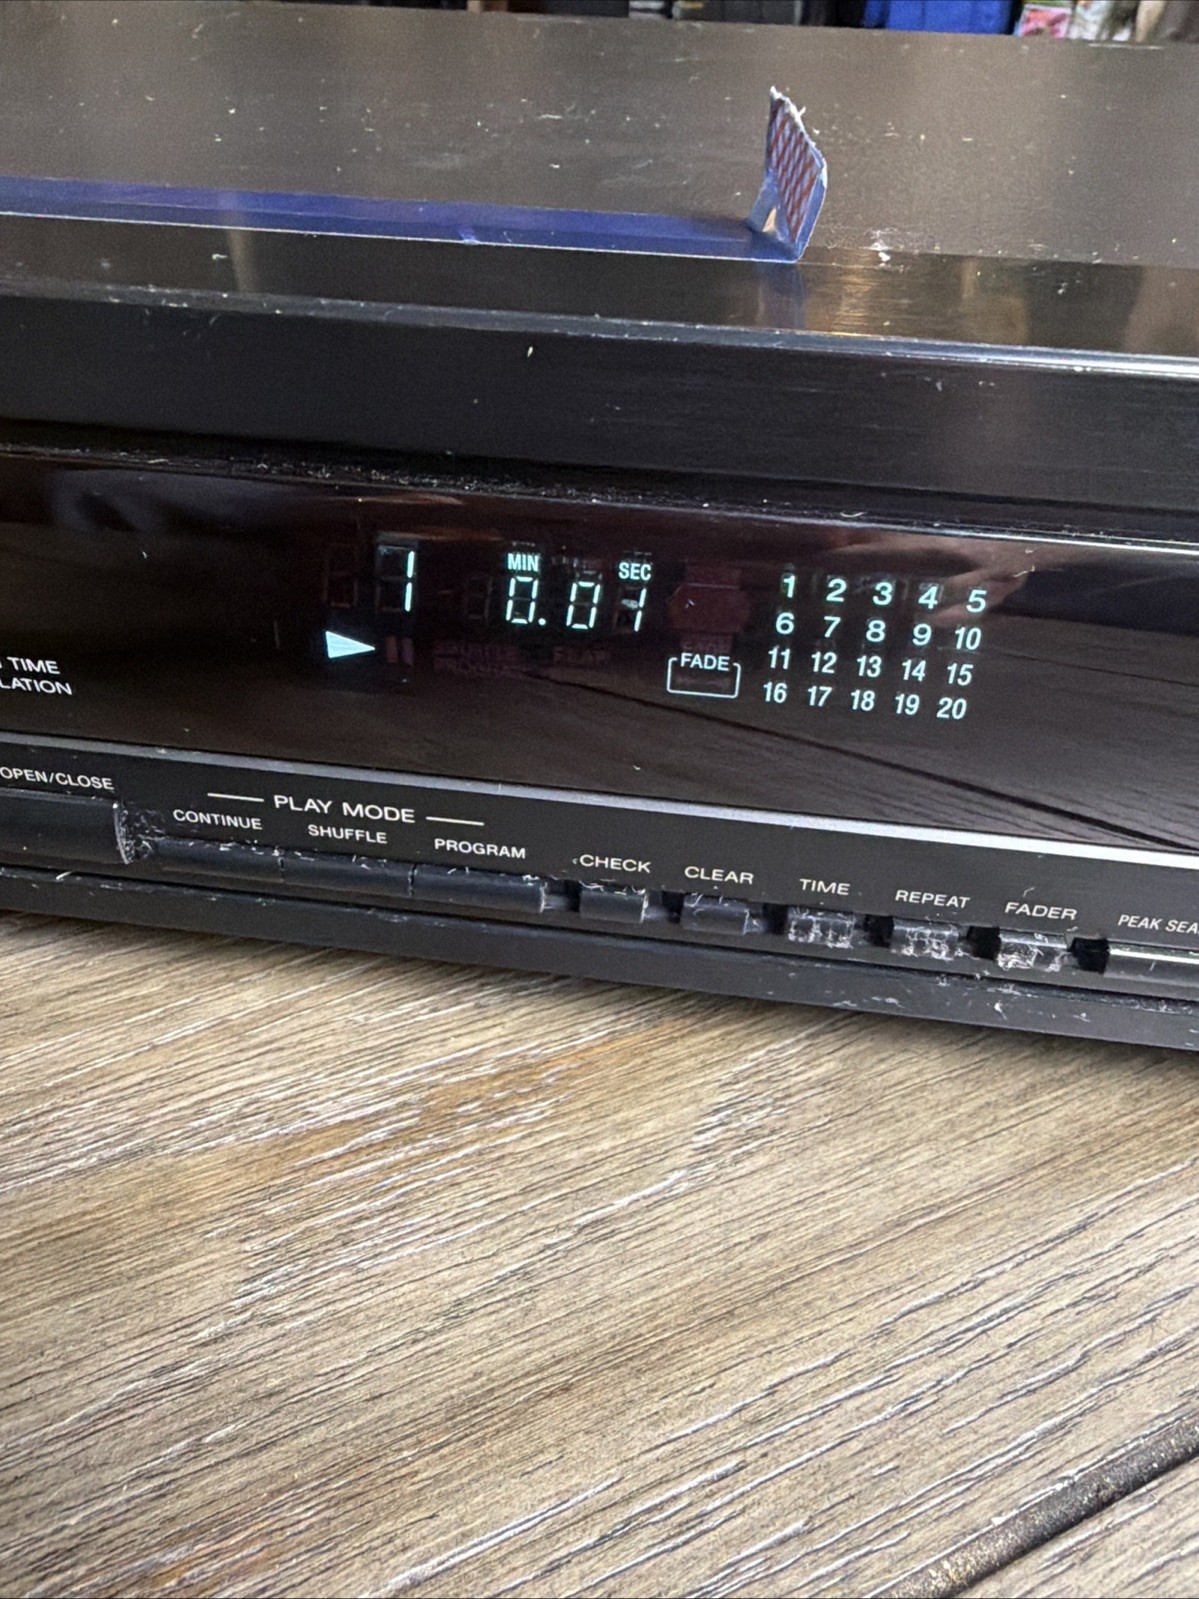 MIN SEC
1 0.01
FADE
1 2 3 4 5
6 7 8 9 10
11 12 13 14 15
16 17 18 19 20
TIME
LATION
OPEN/CLOSE
PLAY MODE
CONTINUE SHUFFLE PROGRAM CHECK CLEAR TIME REPEAT FADER PEAK SEA